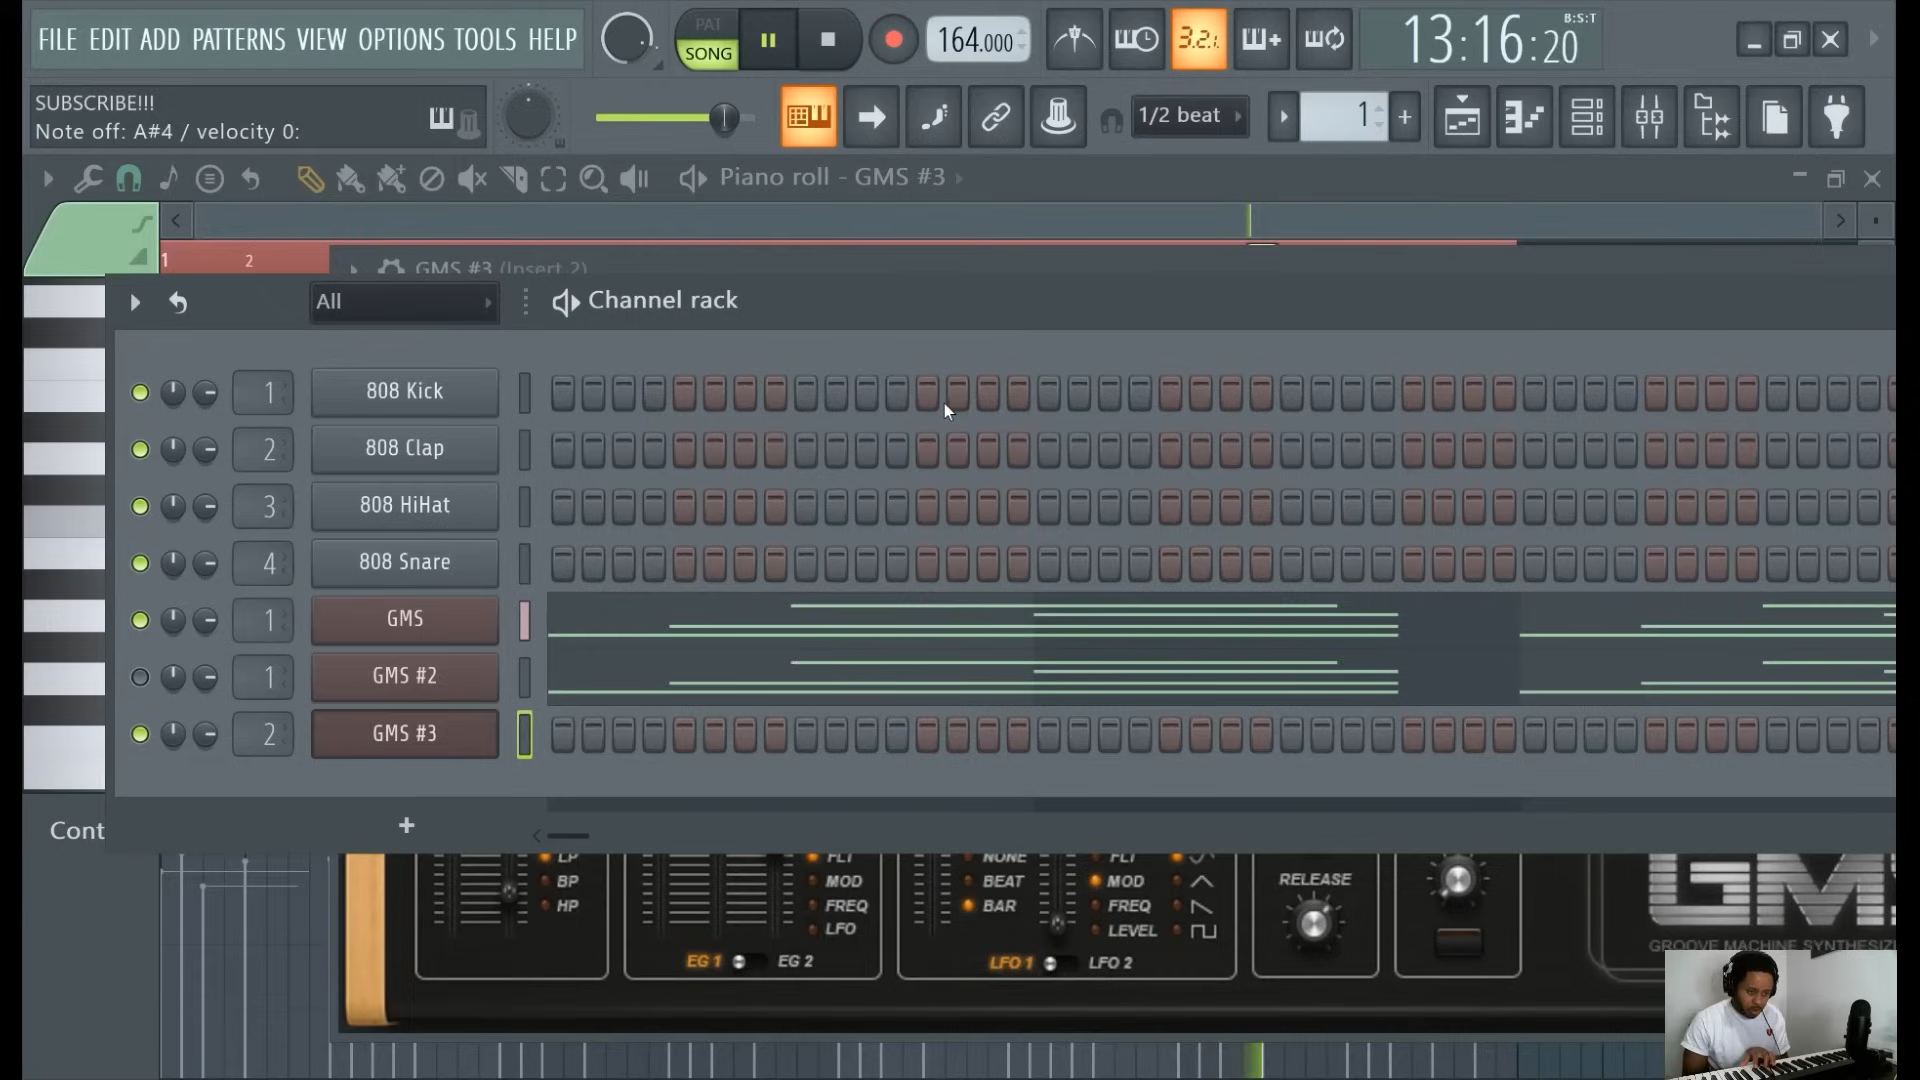 FILE EDIT ADD PATTERNS VIEW OPTIONS TOOLS HELP
PAT
SONG
164.000
3.2.
B:S:T
13:16:20
SUBSCRIBE!!!
Note off: A#4 / velocity 0:
1/2 beat
1
Piano roll - GMS #3
1
2
GMS #3 (Insert 2)
All
Channel rack
1
808 Kick
2
808 Clap
3
808 HiHat
4
808 Snare
1
GMS
1
GMS #2
2
GMS #3
+
Cont
LP
FLT
NONE
FLT
BP
MOD
BEAT
MOD
RELEASE
HP
FREQ
BAR
FREQ
LFO
LEVEL
EG 1
EG 2
LFO 1
LFO 2
GROOVE MACHINE SYNTHESIZ